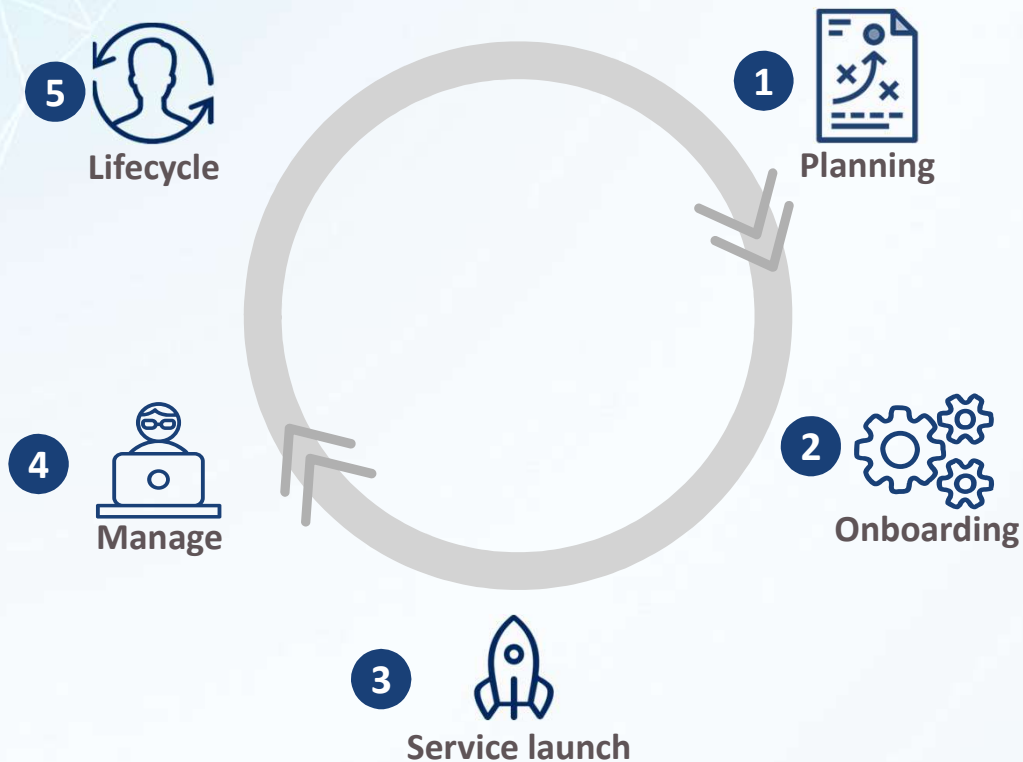 1
Planning
2
Onboarding
3
Service launch
4
Manage
5
Lifecycle